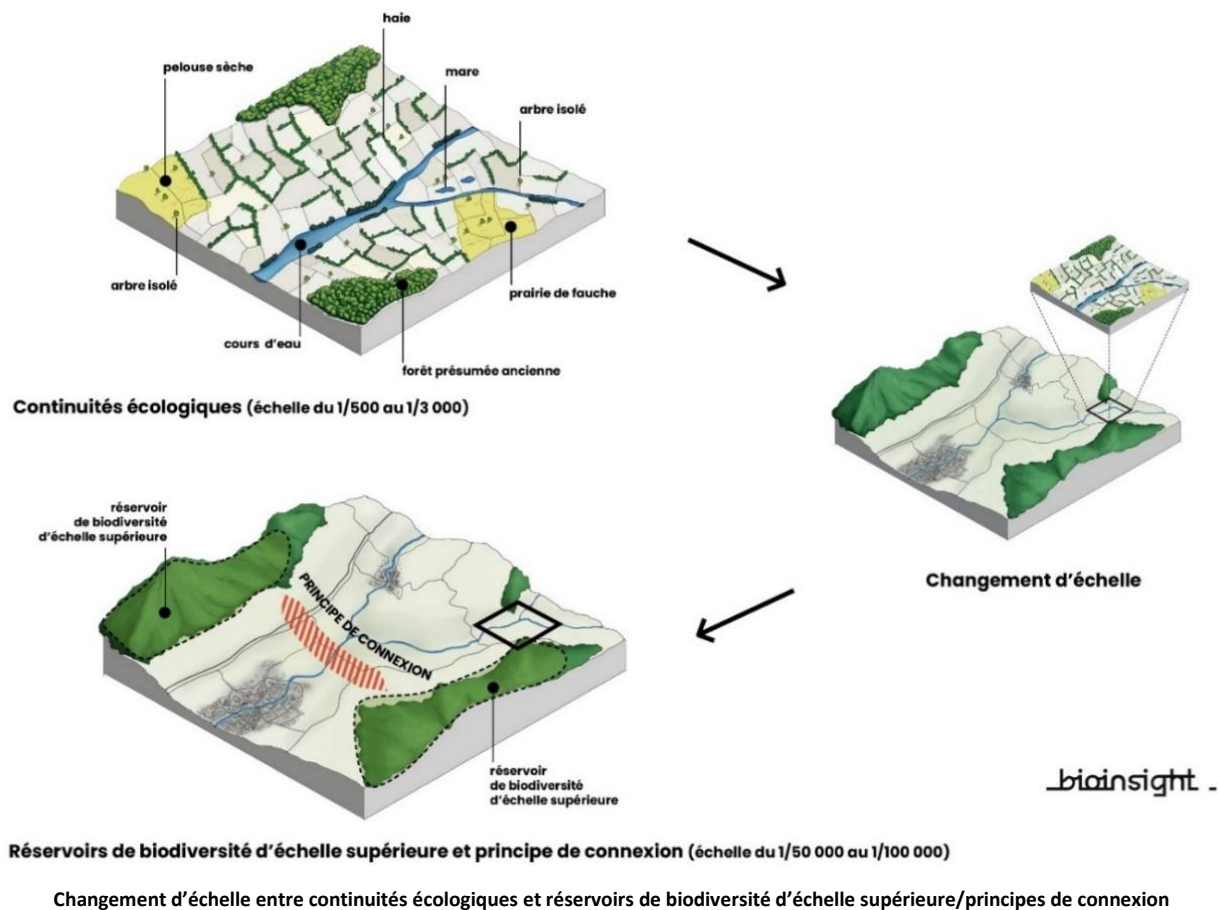 haie
pelouse sèche
mare
arbre isolé
arbre isolé
prairie de fauche
cours d'eau
forêt présumée ancienne
Continuités écologiques (échelle du 1/500 au 1/3 000)
Changement d'échelle
réservoir
de biodiversité
d'échelle supérieure
PRINCIPE DE CONNEXION
réservoir
de biodiversité
d'échelle supérieure
bioinsight
Réservoirs de biodiversité d'échelle supérieure et principe de connexion (échelle du 1/50 000 au 1/100 000)
Changement d'échelle entre continuités écologiques et réservoirs de biodiversité d'échelle supérieure/principes de connexion